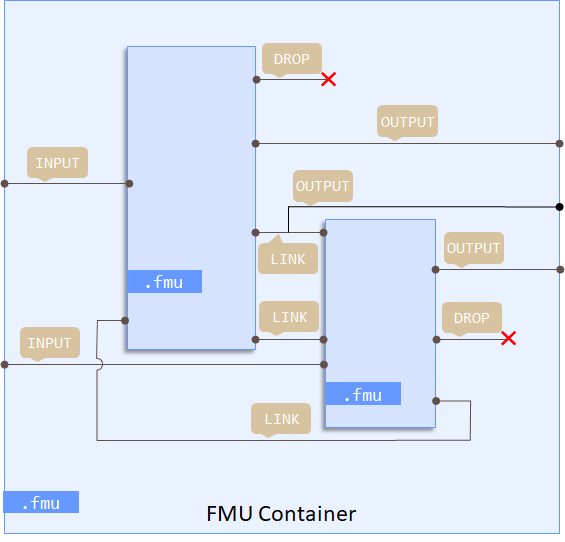 DROP
OUTPUT
INPUT
OUTPUT
LINK
OUTPUT
.fmu
LINK
DROP
INPUT
.fmu
LINK
.fmu
FMU Container